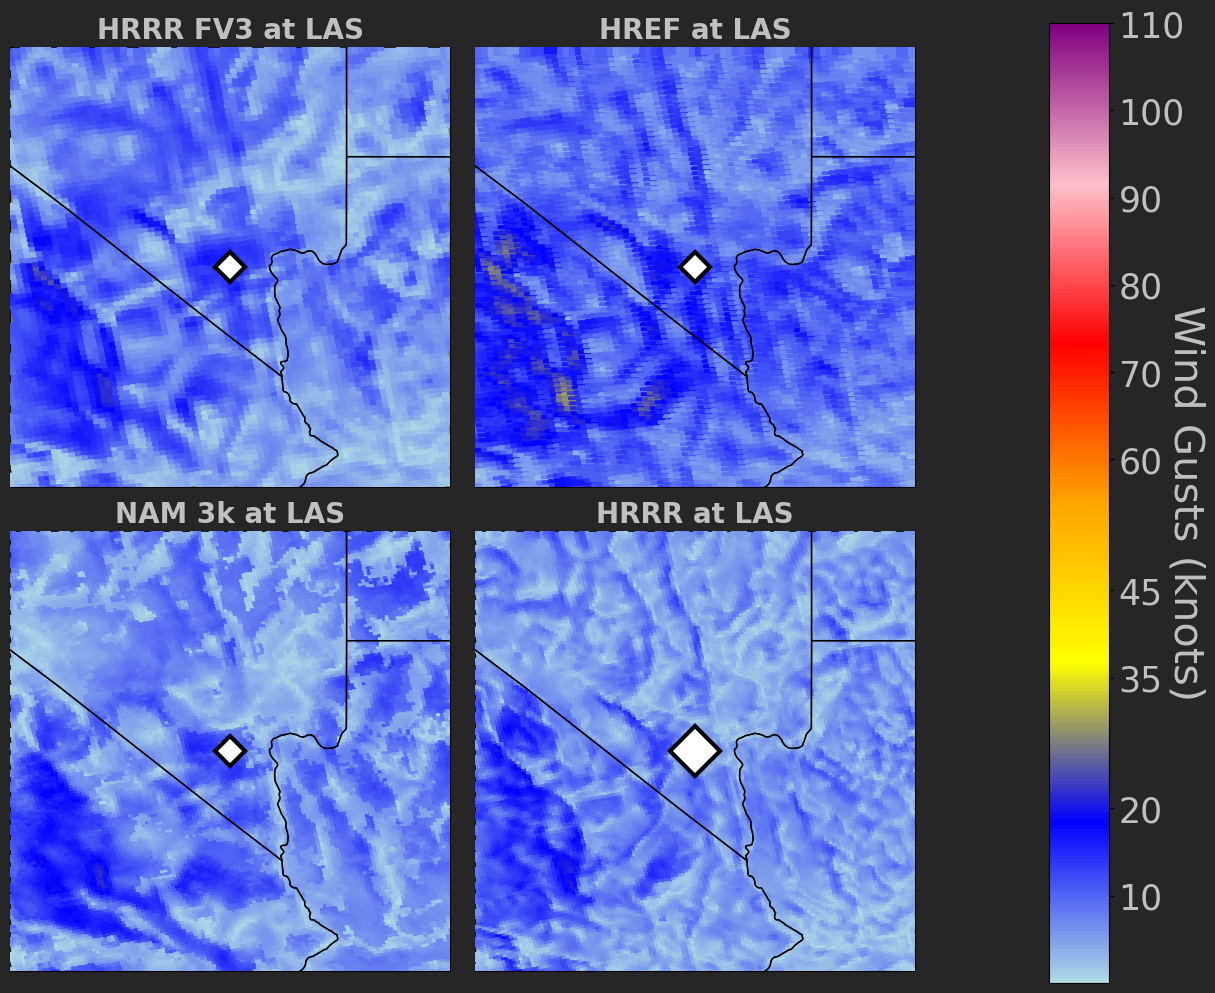 HRRR FV3 at LAS
HREF at LAS
NAM 3k at LAS
HRRR at LAS
110
100
90
80
70
60
45
35
20
10
Wind Gusts (knots)